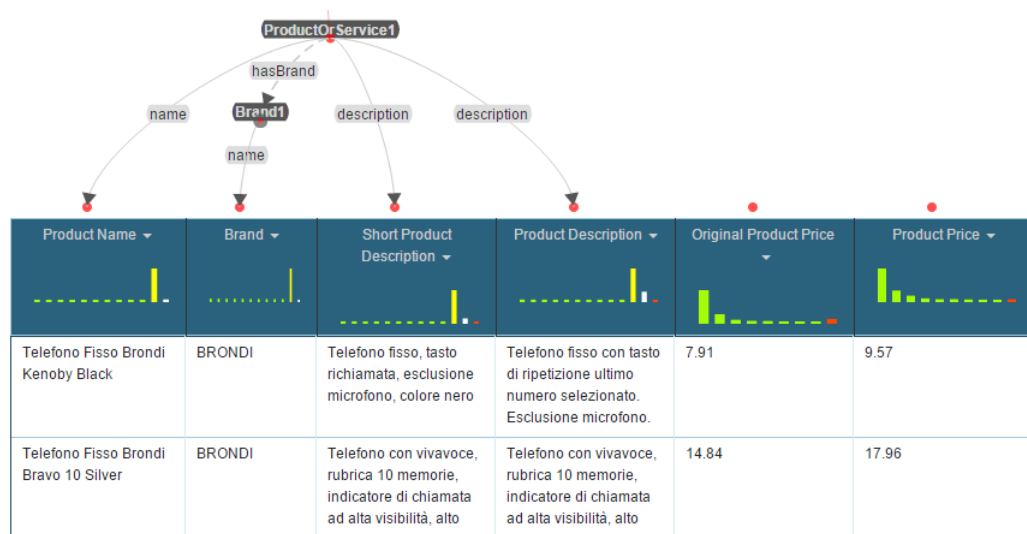 ProductOrService1
hasBrand
name
Brand1
description
description
name
Product Name
Brand
Short Product
Description
Product Description
Original Product Price
Product Price
Telefono Fisso Brondi
Kenoby Black
BRONDI
Telefono fisso, tasto
richiamata, esclusione
microfono, colore nero
Telefono fisso con tasto
di ripetizione ultimo
numero selezionato.
Esclusione microfono.
7.91
9.57
Telefono Fisso Brondi
Bravo 10 Silver
BRONDI
Telefono con vivavoce,
rubrica 10 memorie,
indicatore di chiamata
ad alta visibilità, alto
Telefono con vivavoce,
rubrica 10 memorie,
indicatore di chiamata
ad alta visibilità, alto
14.84
17.96